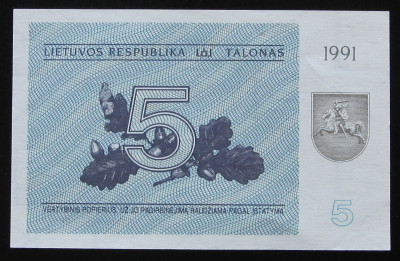 LIETUVOS RESPUBLIKA TALONAS
1991
5
VERTYBINIS POPIERIUS. UŽ JO PADIRBINĖJIMĄ BAUDŽIAMA PAGAL ĮSTATYMĄ
5